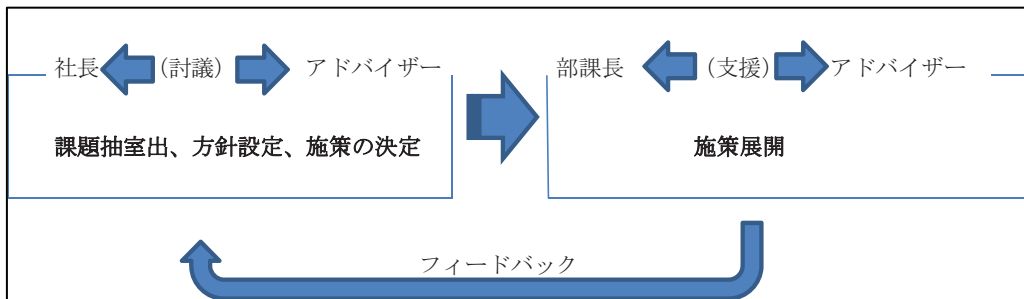 社長 (討議) アドバイザー
課題抽室出、方針設定、施策の決定
部課長 (支援) アドバイザー
施策展開
フィードバック